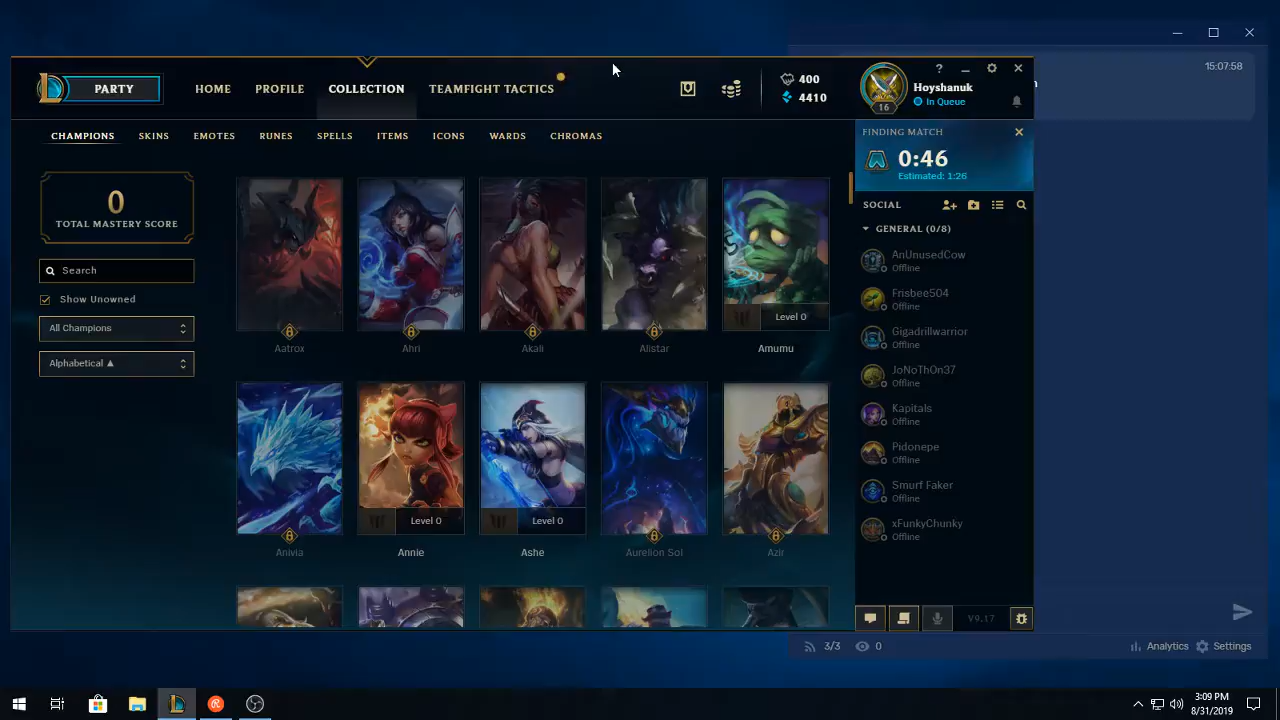 15:07:58
PARTY
HOME
PROFILE
COLLECTION
TEAMFIGHT TACTICS
400
4410
?
Hoyshanuk
16
In Queue
CHAMPIONS
SKINS
EMOTES
RUNES
SPELLS
ITEMS
ICONS
WARDS
CHROMAS
FINDING MATCH
0:46
Estimated: 1:26
0
TOTAL MASTERY SCORE
Search
Show Unowned
All Champions
Alphabetical ▲
Aatrox
Ahri
Akali
Alistar
Level 0
Amumu
Anivia
Level 0
Annie
Level 0
Ashe
Aurelion Sol
Azir
SOCIAL
GENERAL (0/8)
AnUnusedCow
Offline
Frisbee504
Offline
Gigadrillwarrior
Offline
JoNoThOn37
Offline
Kapitals
Offline
Pidonepe
Offline
Smurf Faker
Offline
xFunkyChunky
Offline
V9.17
3/3
0
Analytics
Settings
3:09 PM
8/31/2019